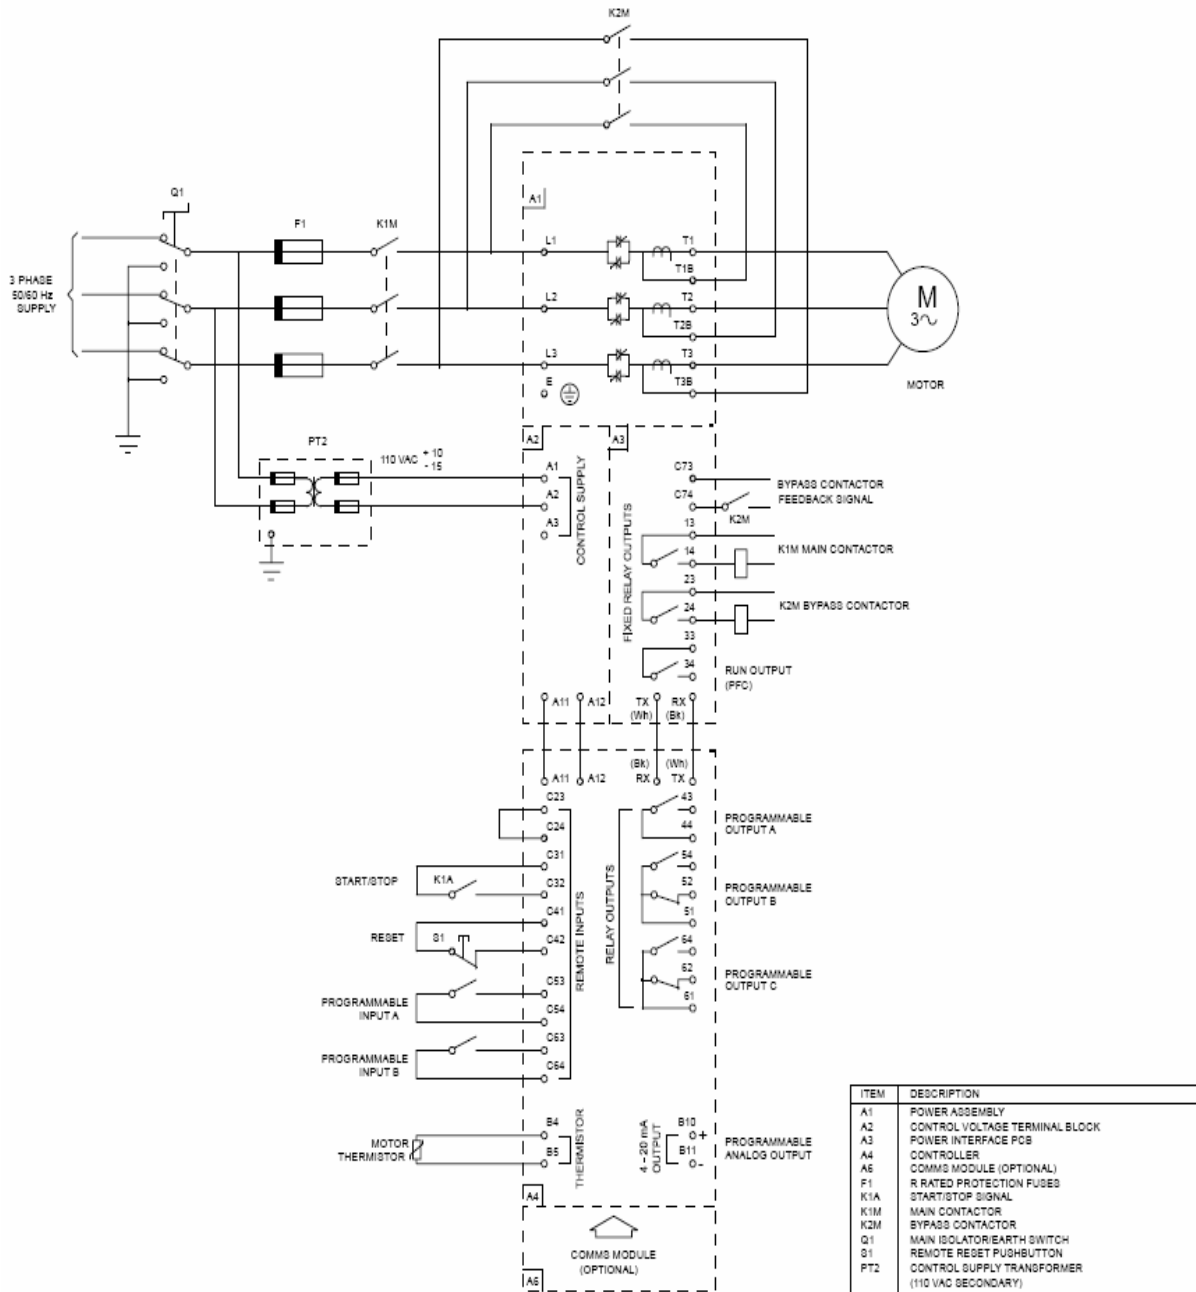 K2M
Q1
F1
K1M
A1
L1
T1
T1B
3 PHASE
50/60 Hz
SUPPLY
L2
T2
T2B
M
3~
L3
T3
E
T3B
MOTOR
PT2
A2
A3
110 VAC + 10
- 15
A1
A2
A3
CONTROL SUPPLY
FIXED RELAY OUTPUTS
C73
C74
BYPASS CONTACTOR
FEEDBACK SIGNAL
K2M
13
14
K1M MAIN CONTACTOR
23
24
K2M BYPASS CONTACTOR
33
34
RUN OUTPUT
(PFC)
A11
A12
TX
(Wh)
RX
(Bk)
(Bk)
(Wh)
A11
A12
RX
TX
C23
C24
C31
START/STOP
K1A
C32
C41
RESET
S1
C42
C53
PROGRAMMABLE
INPUT A
C54
C63
PROGRAMMABLE
INPUT B
C64
REMOTE INPUTS
RELAY OUTPUTS
43
44
PROGRAMMABLE
OUTPUT A
54
52
51
PROGRAMMABLE
OUTPUT B
64
62
61
PROGRAMMABLE
OUTPUT C
MOTOR
THERMISTOR
B4
B5
THERMISTOR
4 - 20 mA
OUTPUT
B10
+
B11
-
PROGRAMMABLE
ANALOG OUTPUT
A4
COMMS MODULE
(OPTIONAL)
A6
ITEM DESCRIPTION
A1 POWER ASSEMBLY
A2 CONTROL VOLTAGE TERMINAL BLOCK
A3 POWER INTERFACE PCB
A4 CONTROLLER
A6 COMMS MODULE (OPTIONAL)
F1 R RATED PROTECTION FUSES
K1A START/STOP SIGNAL
K1M MAIN CONTACTOR
K2M BYPASS CONTACTOR
Q1 MAIN ISOLATOR/EARTH SWITCH
S1 REMOTE RESET PUSHBUTTON
PT2 CONTROL SUPPLY TRANSFORMER
(110 VAC SECONDARY)